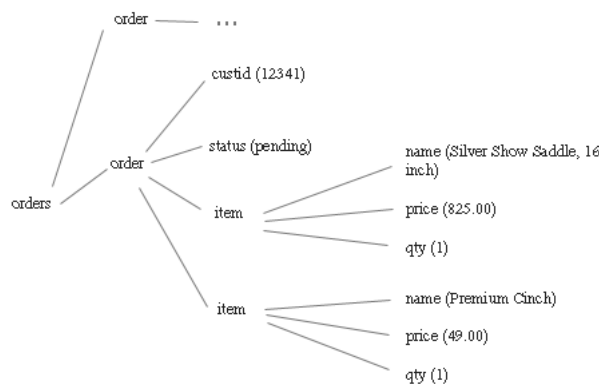 order
...
custid (12341)
order
status (pending)
orders
item
name (Silver Show Saddle, 16
inch)
price (825.00)
qty (1)
item
name (Premium Cinch)
price (49.00)
qty (1)